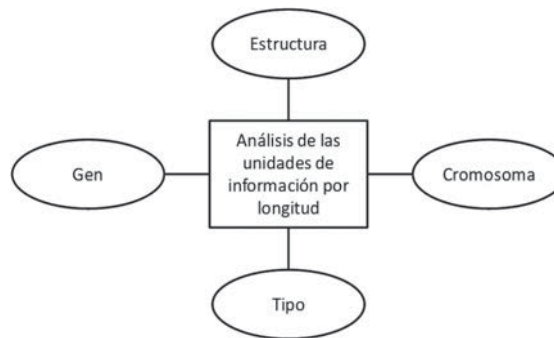 Estructura
Análisis de las
unidades de
información por
longitud
Gen
Cromosoma
Tipo